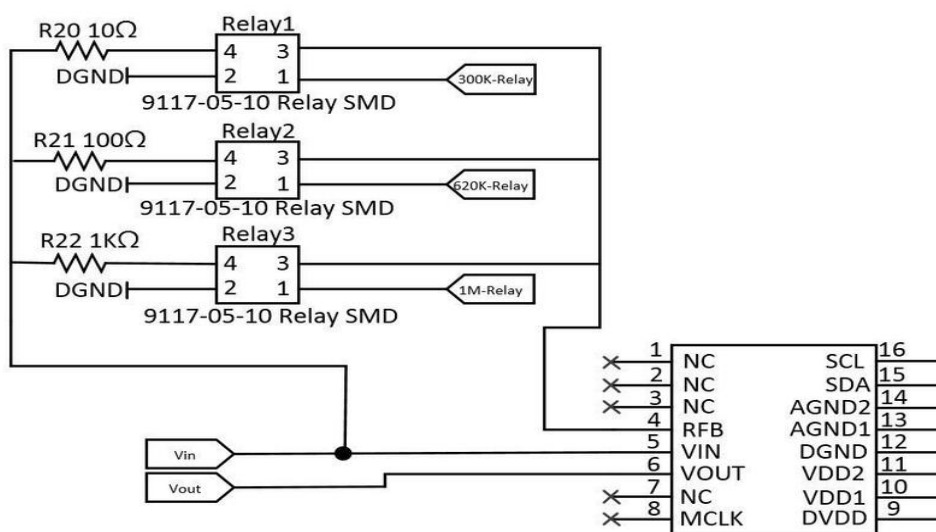 R20 10Ω
Relay1
4 3
DGND 2 1
300K-Relay
9117-05-10 Relay SMD
R21 100Ω
Relay2
4 3
DGND 2 1
620K-Relay
9117-05-10 Relay SMD
R22 1KΩ
Relay3
4 3
DGND 2 1
1M-Relay
9117-05-10 Relay SMD
1 NC SCL 16
2 NC SDA 15
3 NC AGND2 14
4 RFB AGND1 13
Vin
5 VIN DGND 12
6 VOUT VDD2 11
Vout
7 NC VDD1 10
8 MCLK DVDD 9